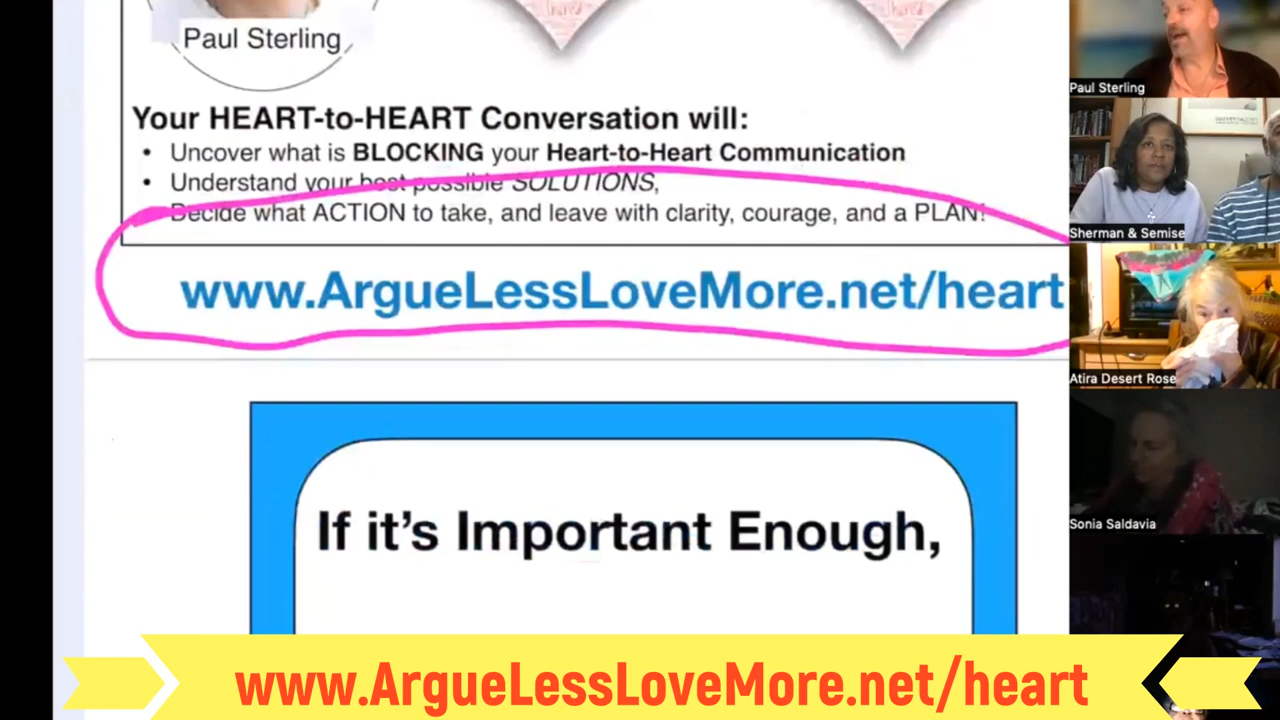 shared
shared
Paul Sterling
Your HEART-to-HEART Conversation will:
• Uncover what is BLOCKING your Heart-to-Heart Communication
• Understand your best possible SOLUTIONS,
• Decide what ACTION to take, and leave with clarity, courage, and a PLAN!
www.ArgueLessLoveMore.net/heart
If it's Important Enough,
www.ArgueLessLoveMore.net/heart
Paul Sterling
Sherman & Semise
Atira Desert Rose
Sonia Saldavia